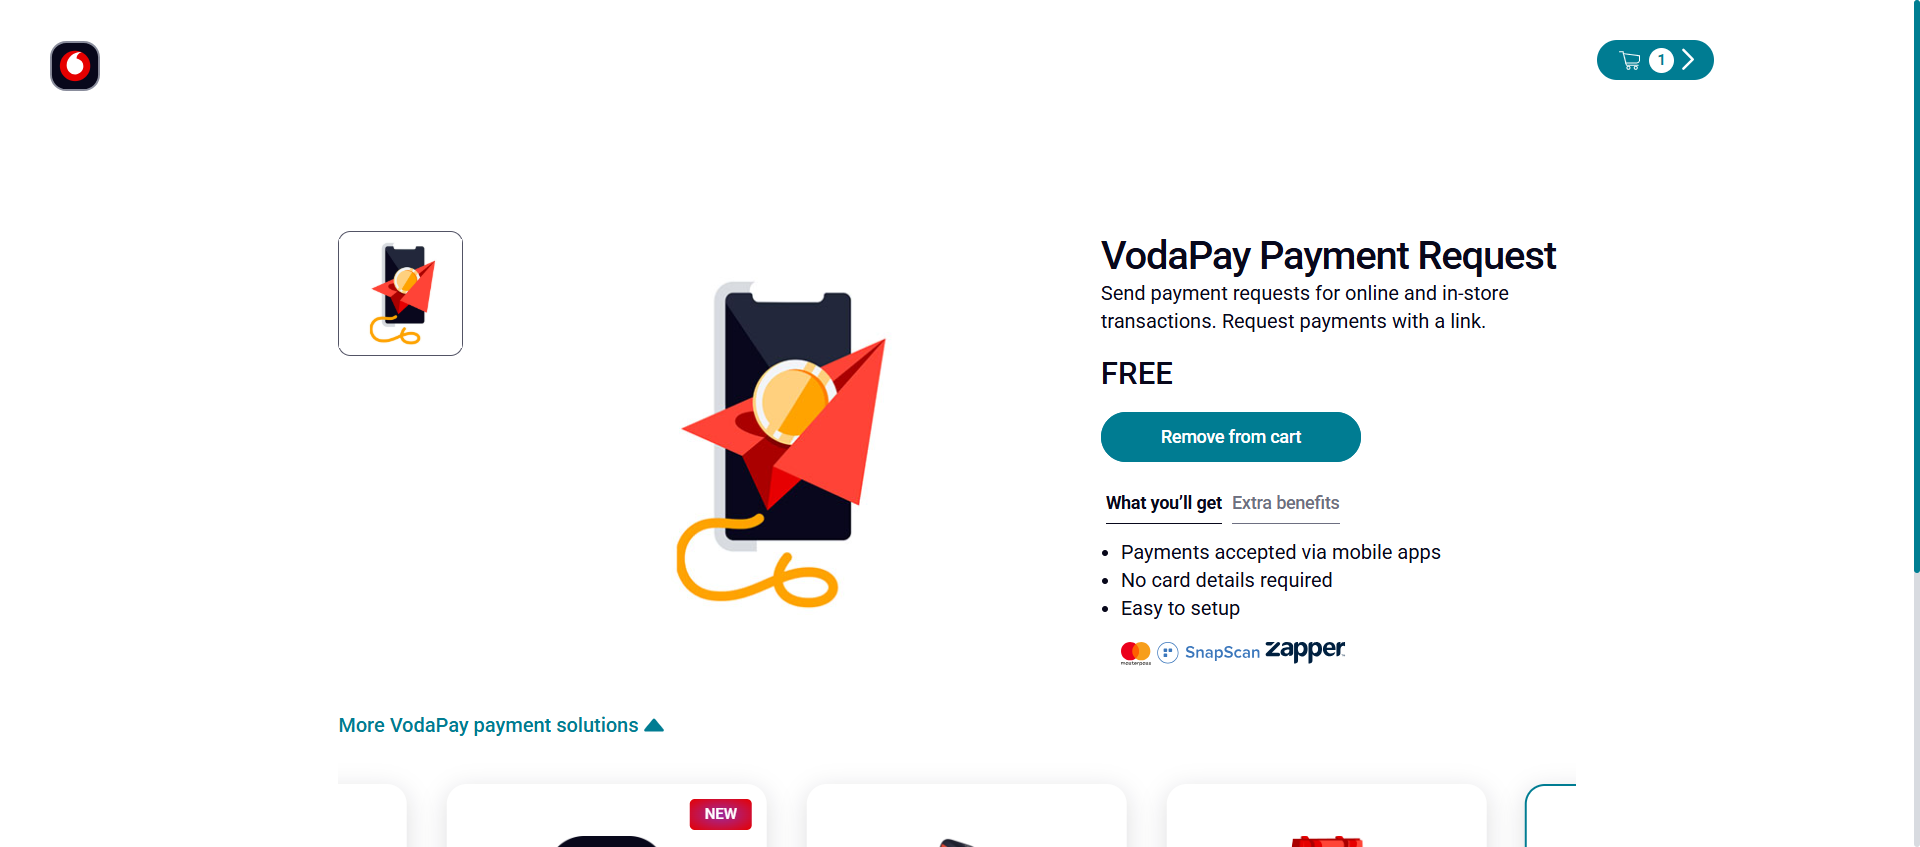 1
VodaPay Payment Request
Send payment requests for online and in-store
transactions. Request payments with a link.
FREE
Remove from cart
What you’ll get Extra benefits
• Payments accepted via mobile apps
• No card details required
• Easy to setup
masterpass SnapScan zapper
More VodaPay payment solutions
NEW